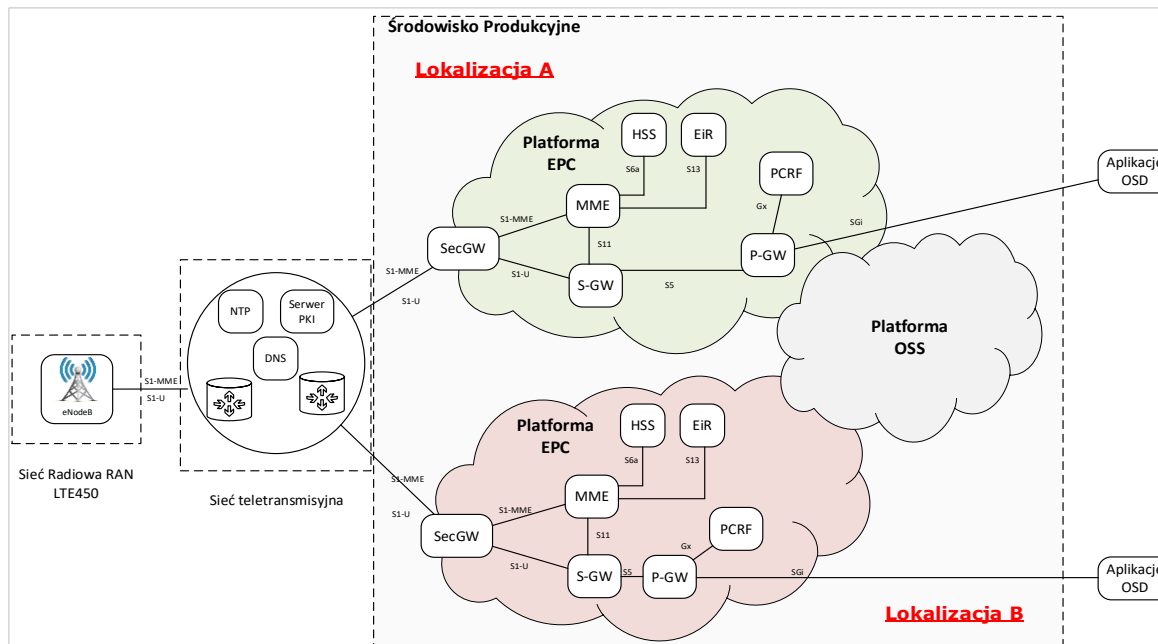 Środowisko Produkcyjne
Lokalizacja A
Platforma
EPC
HSS
EiR
S6a
S13
PCRF
Aplikacje
OSD
MME
S1-MME
Gx
SGi
SecGW
S11
P-GW
S1-MME
S1-U
S-GW
S5
S1-U
NTP
Serwer
PKI
DNS
Platforma
OSS
S1-MME
S1-U
eNodeB
Sieć Radiowa RAN
LTE450
Sieć teletransmisyjna
Platforma
EPC
HSS
EiR
S6a
S13
S1-MME
MME
S1-MME
S1-U
SecGW
S11
PCRF
Gx
S1-U
S-GW
S5
P-GW
SGi
Aplikacje
OSD
Lokalizacja B